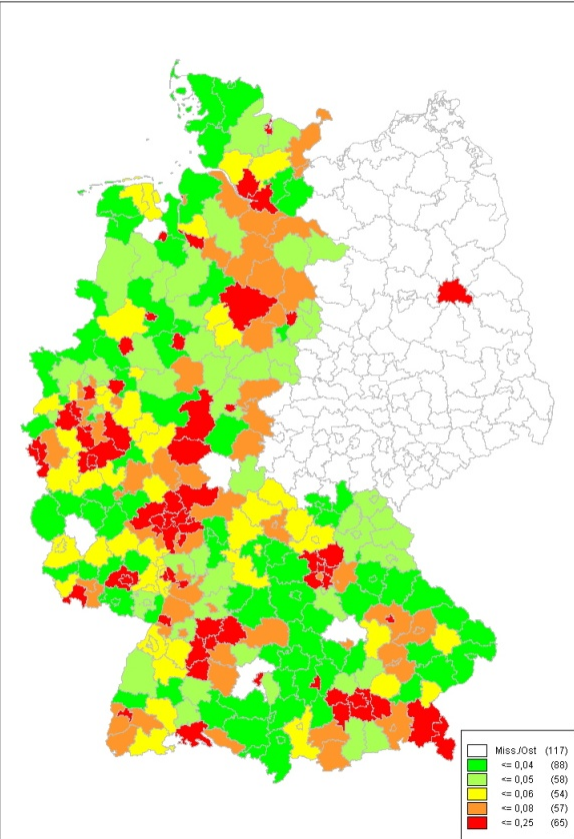 Miss./Ost (117)
<= 0,04 (88)
<= 0,05 (58)
<= 0,06 (54)
<= 0,08 (57)
<= 0,25 (65)